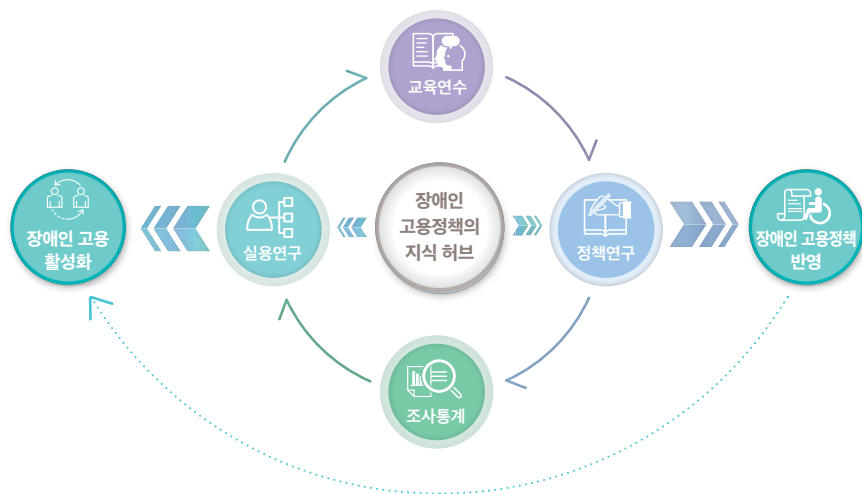 교육연수
장애인 고용
활성화
실용연구
장애인
고용정책의
지식 허브
정책연구
장애인 고용정책
반영
조사통계